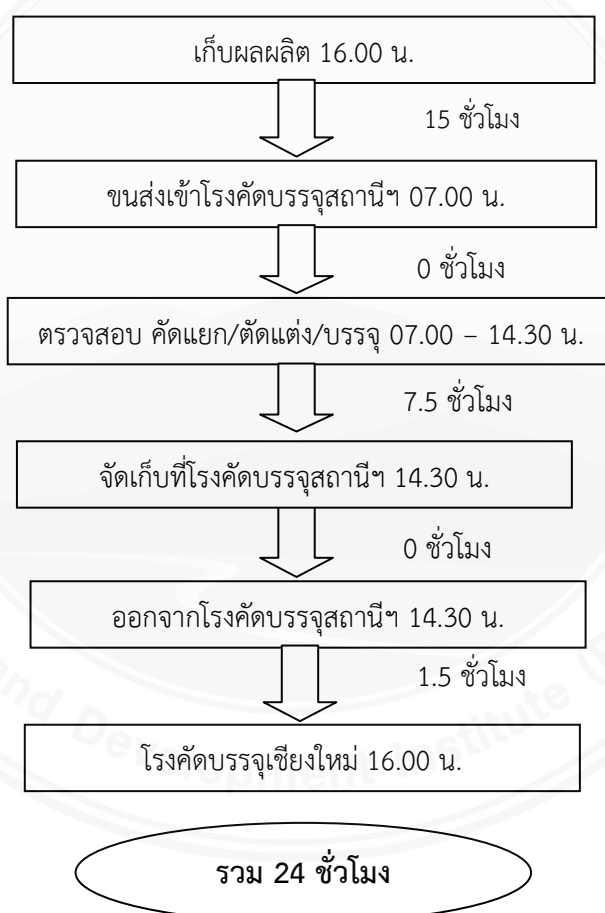 เก็บผลผลิต 16.00 น.
15 ชั่วโมง
ขนส่งเข้าโรงคัดบรรจุสถานีฯ 07.00 น.
0 ชั่วโมง
ตรวจสอบ คัดแยก/ตัดแต่ง/บรรจุ 07.00 – 14.30 น.
7.5 ชั่วโมง
จัดเก็บที่โรงคัดบรรจุสถานีฯ 14.30 น.
0 ชั่วโมง
ออกจากโรงคัดบรรจุสถานีฯ 14.30 น.
1.5 ชั่วโมง
โรงคัดบรรจุเชียงใหม่ 16.00 น.
รวม 24 ชั่วโมง
and Development Institute (